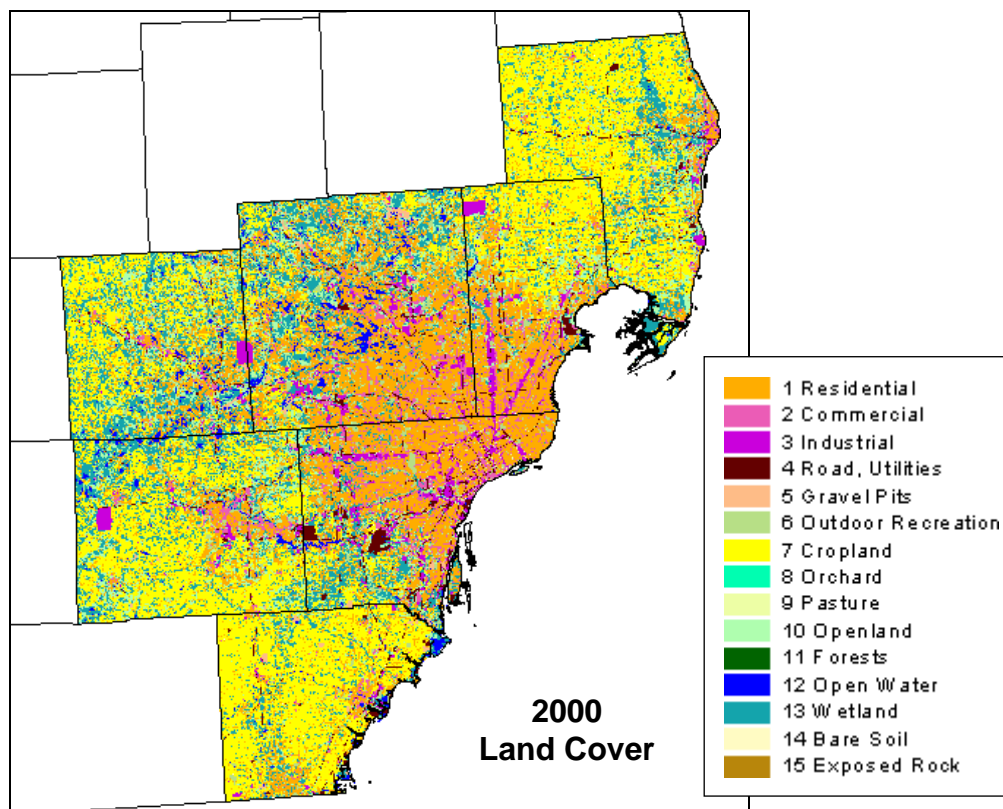 1 Residential
2 Commercial
3 Industrial
4 Road, Utilities
5 Gravel Pits
6 Outdoor Recreation
7 Cropland
8 Orchard
9 Pasture
10 Openland
11 Forests
12 Open Water
13 Wetland
14 Bare Soil
15 Exposed Rock
2000
Land Cover